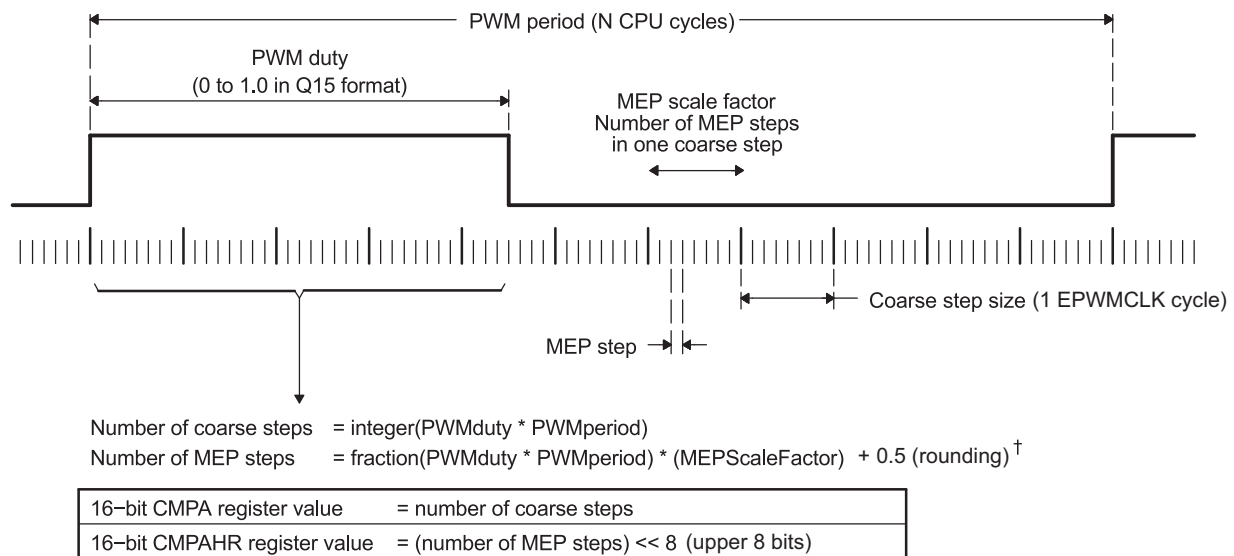 PWM period (N CPU cycles)
PWM duty
(0 to 1.0 in Q15 format)
MEP scale factor
Number of MEP steps
in one coarse step
Coarse step size (1 EPWMCLK cycle)
MEP step
Number of coarse steps = integer(PWMduty * PWMperiod)
Number of MEP steps = fraction(PWMduty * PWMperiod) * (MEPScaleFactor) + 0.5 (rounding) †
16−bit CMPA register value = number of coarse steps
16−bit CMPAHR register value = (number of MEP steps) << 8 (upper 8 bits)